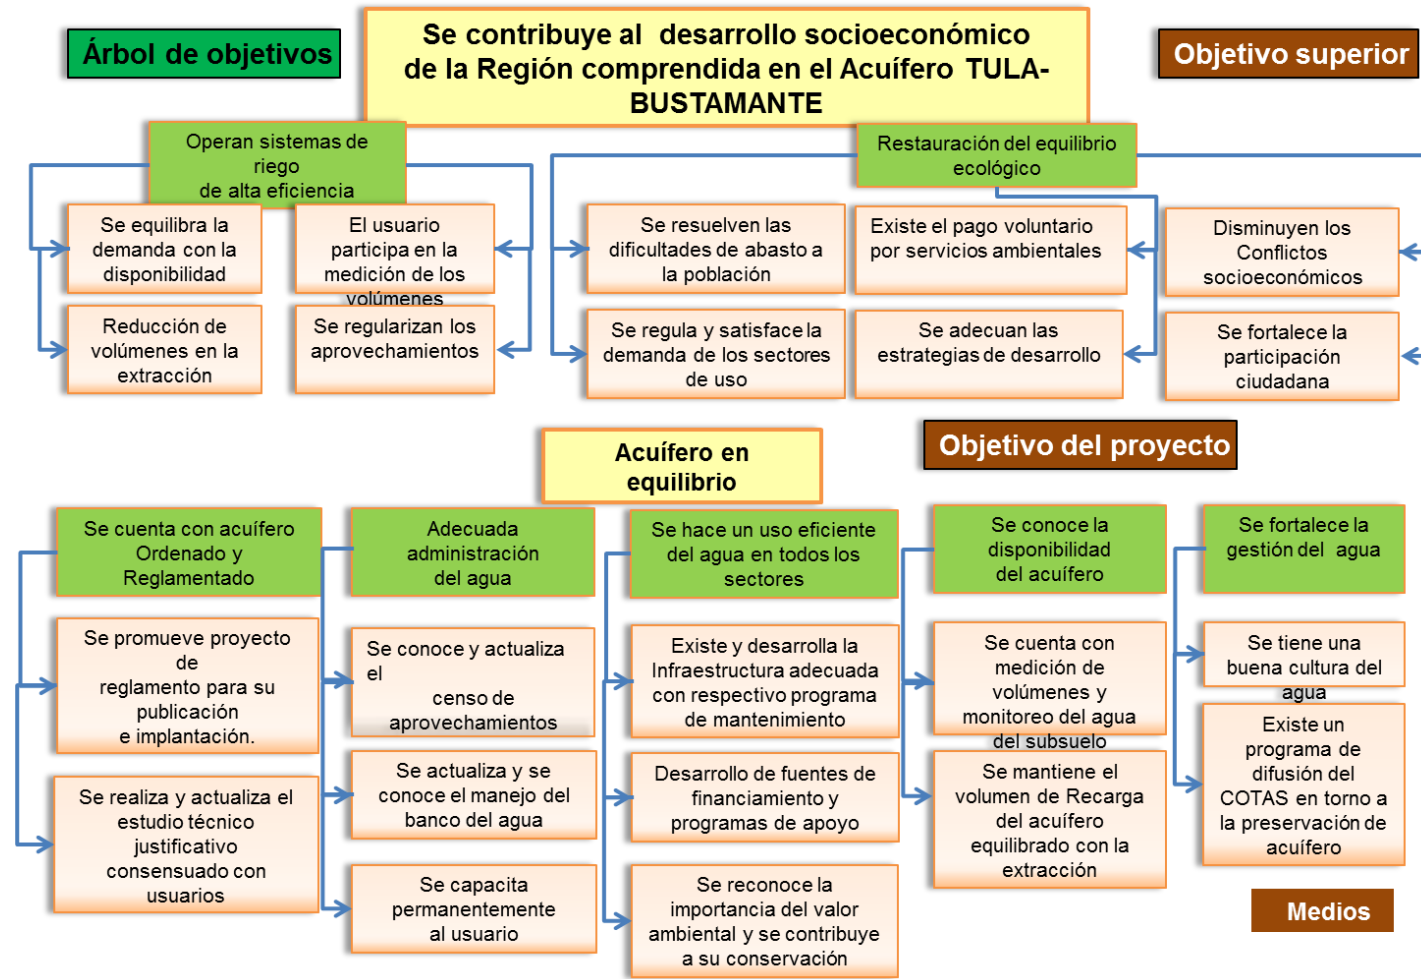 Árbol de objetivos
Se contribuye al desarrollo socioeconómico
de la Región comprendida en el Acuífero TULA-
BUSTAMANTE
Objetivo superior
Operan sistemas de
riego
de alta eficiencia
Restauración del equilibrio
ecológico
Se equilibra la
demanda con la
disponibilidad
El usuario
participa en la
medición de los
volúmenes
Se resuelven las
dificultades de abasto a
la población
Existe el pago voluntario
por servicios ambientales
Disminuyen los
Conflictos
socioeconómicos
Reducción de
volúmenes en la
extracción
Se regularizan los
aprovechamientos
Se regula y satisface la
demanda de los sectores
de uso
Se adecuan las
estrategias de desarrollo
Se fortalece la
participación
ciudadana
Acuífero en
equilibrio
Objetivo del proyecto
Se cuenta con acuífero
Ordenado y
Reglamentado
Adecuada
administración
del agua
Se hace un uso eficiente
del agua en todos los
sectores
Se conoce la
disponibilidad
del acuífero
Se fortalece la
gestión del agua
Se promueve proyecto
de
reglamento para su
publicación
e implantación.
Se conoce y actualiza
el
censo de
aprovechamientos
Existe y desarrolla la
Infraestructura adecuada
con respectivo programa
de mantenimiento
Se cuenta con
medición de
volúmenes y
monitoreo del agua
del subsuelo
Se tiene una
buena cultura del
agua
Se realiza y actualiza el
estudio técnico
justificativo
consensuado con
usuarios
Se actualiza y se
conoce el manejo del
banco del agua
Desarrollo de fuentes de
financiamiento y
programas de apoyo
Se mantiene el
volumen de Recarga
del acuífero
equilibrado con la
extracción
Existe un
programa de
difusión del
COTAS en torno a
la preservación de
acuífero
Se capacita
permanentemente
al usuario
Se reconoce la
importancia del valor
ambiental y se contribuye
a su conservación
Medios